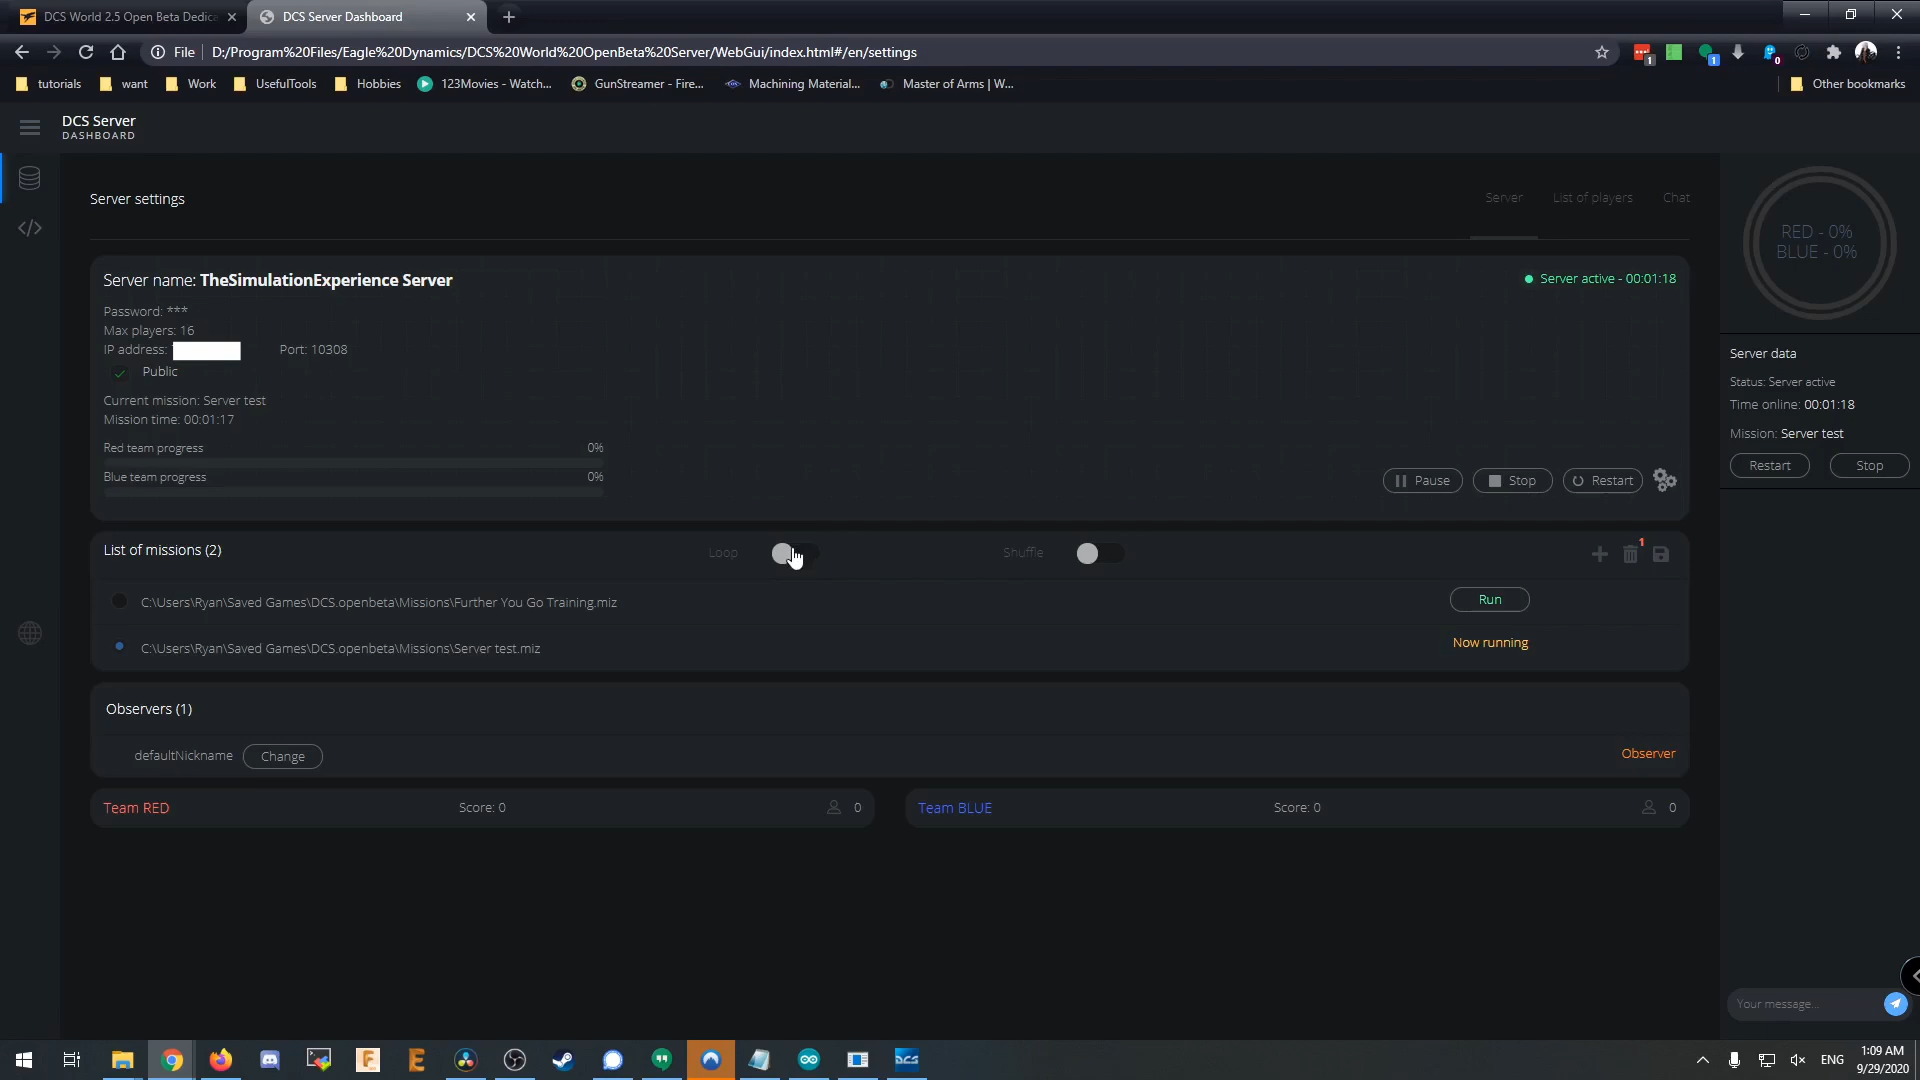 DCS World 2.5 Open Beta Dedic
DCS Server Dashboard
File
D:/Program%20Files/Eagle%20Dynamics/DCS%20World%20OpenBeta%20Server/WebGui/index.html#/en/settings
1
1
0
tutorials
want
Work
UsefulTools
Hobbies
123Movies - Watch...
GunStreamer - Fire...
Machining Material...
Master of Arms | W...
Other bookmarks
DCS Server
DASHBOARD
Server settings
Server
List of players
Chat
RED - 0%
BLUE - 0%
Server name: TheSimulationExperience Server
Server active - 00:01:18
Password: ***
Max players: 16
IP address:
Port: 10308
Public
Current mission: Server test
Mission time: 00:01:17
Red team progress
0%
Blue team progress
0%
Pause
Stop
Restart
Server data
Status: Server active
Time online: 00:01:18
Mission: Server test
Restart
Stop
List of missions (2)
Loop
Shuffle
1
C:\Users\Ryan\Saved Games\DCS.openbeta\Missions\Further You Go Training.miz
Run
C:\Users\Ryan\Saved Games\DCS.openbeta\Missions\Server test.miz
Now running
Observers (1)
defaultNickname
Change
Observer
Team RED
Score: 0
0
Team BLUE
Score: 0
0
Your message...
DCS
ENG
1:09 AM
9/29/2020